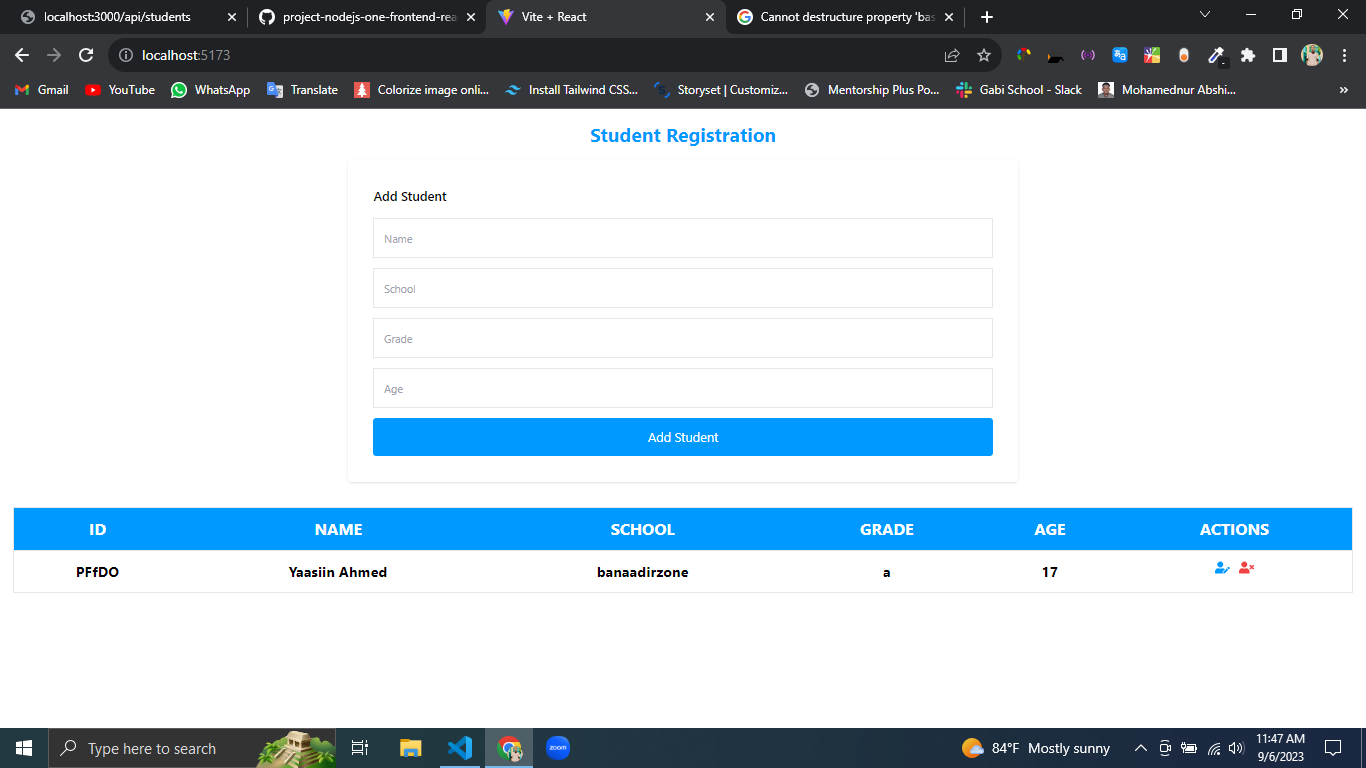 localhost:3000/api/students
project-nodejs-one-frontend-rea
Vite + React
Cannot destructure property 'bas
localhost:5173
Gmail
YouTube
WhatsApp
Translate
Colorize image onli...
Install Tailwind CSS...
Storyset | Customiz...
Mentorship Plus Po...
Gabi School - Slack
Mohamednur Abshi...
»
Student Registration
Add Student
Name
School
Grade
Age
Add Student
ID NAME SCHOOL GRADE AGE ACTIONS
PFfDO Yaasiin Ahmed banaadirzone a 17
Type here to search
zoom
84°F Mostly sunny
11:47 AM
9/6/2023